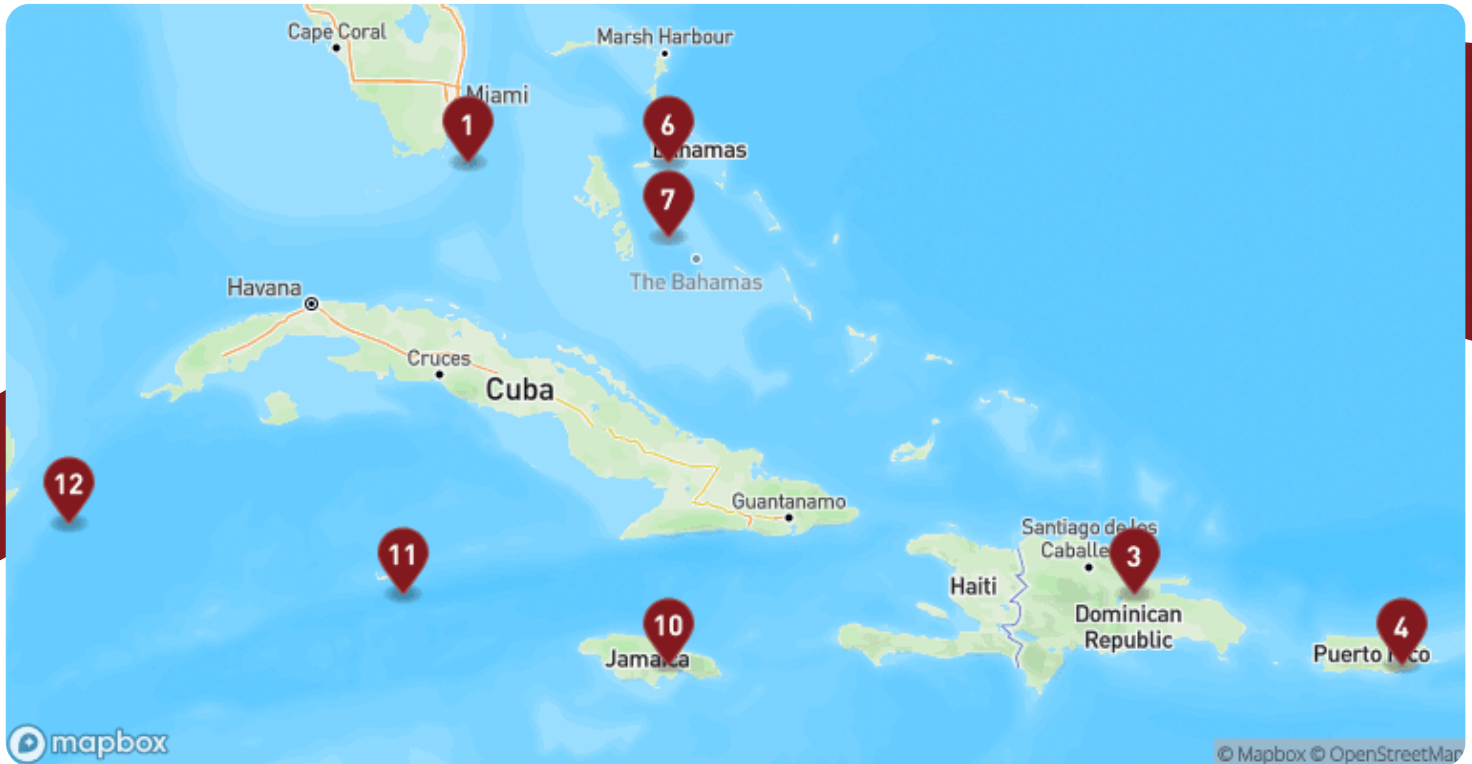 Cape Coral
Marsh Harbour
Miami
1
6
Bahamas
7
The Bahamas
Havana
Cruces
Cuba
12
Guantanamo
11
Santiago de los
Caballe
3
Haiti
Dominican
Republic
10
Jamaica
4
Puerto Rico
mapbox
© Mapbox © OpenStreetMap